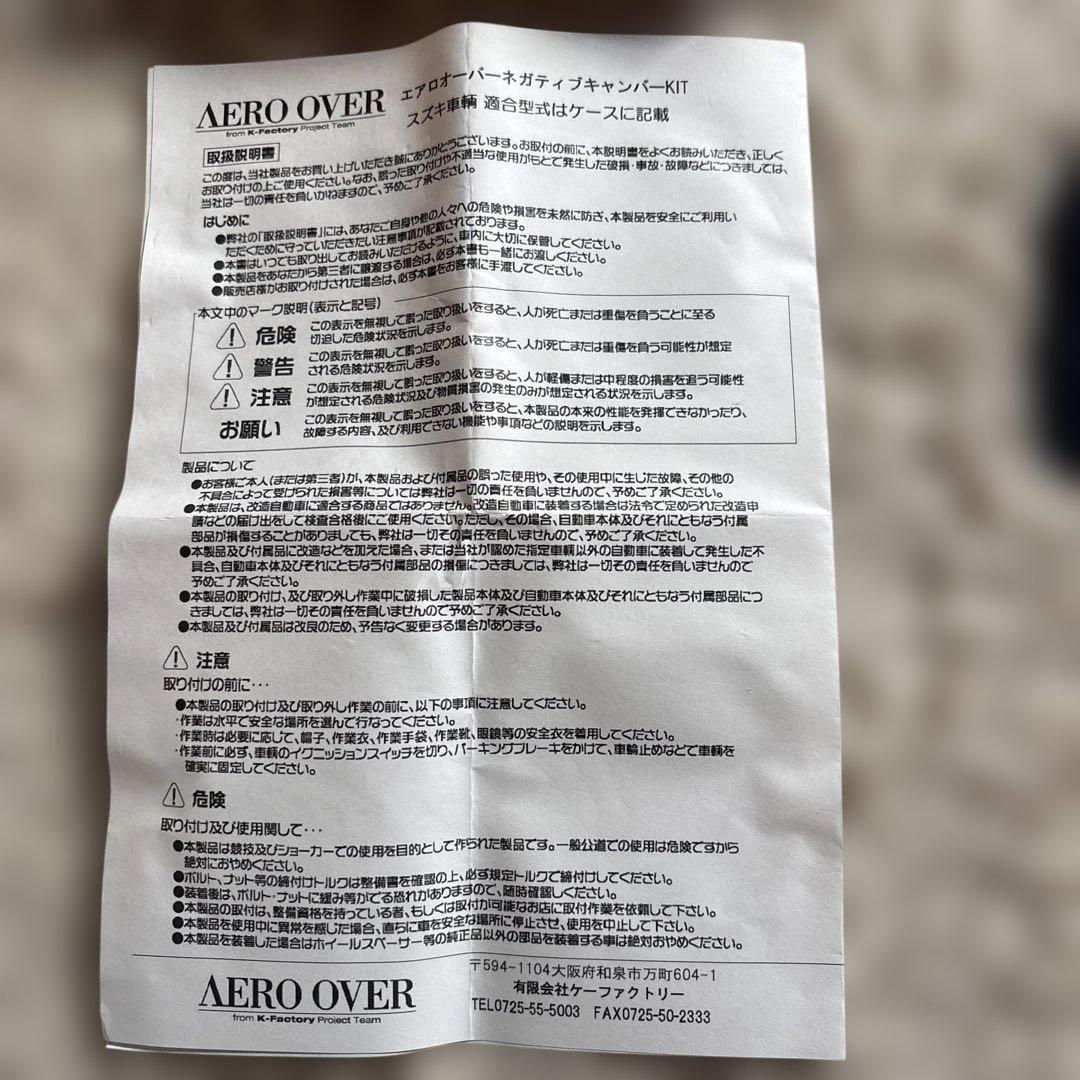 AERO OVER
from K-Factory Project Team
エアロオーバーネガティブキャンバーKIT
スズキ車輌 適合型式はケースに記載
取扱説明書
この度は、当社製品をお買い上げいただき誠にありがとうございます。お取付の前に、本説明書をよくお読みいただき、正しく
お取り付けの上ご使用ください。なお、誤った取り付けや不適当な使用がもとで発生した破損・事故・故障などにつきましては、
当社は一切の責任を負いかねますので、予めご了承ください。
はじめに
●弊社の「取扱説明書」には、あなたご自身や他の人々への危険や損害を未然に防ぎ、本製品を安全にご利用い
ただくために守っていただきたい注意事項が記載されております。
●本書はいつでも取り出してお読みいただけるように、車内に大切に保管してください。
●本製品をあなたから第三者に譲渡する場合は、必ず本書も一緒にお渡しください。
●販売店様がお取り付けされた場合は、必ず本書をお客様に手渡してください。
本文中のマーク説明(表示と記号)
危険 この表示を無視して誤った取り扱いをすると、人が死亡または重傷を負うことに至る
切迫した危険状況を示します。
警告 この表示を無視して誤った取り扱いをすると、人が死亡または重傷を負う可能性が想定
される危険状況を示します。
注意 この表示を無視して誤った取り扱いをすると、人が軽傷または中程度の損害を追う可能性
が想定される危険状況及び物質損害の発生のみが想定される状況を示します。
お願い この表示を無視して誤った取り扱いをすると、本製品の本来の性能を発揮できなかったり、
故障する内容、及び利用できない機能や事項などの説明を示します。
製品について
●お客様ご本人(または第三者)が、本製品および付属品の誤った使用や、その使用中に生じた故障、その他の
不具合によって受けられた損害等については弊社は一切の責任を負いませんので、予めご了承ください。
●本製品は、改造自動車に適合する商品ではありません。改造自動車に装着する場合は法令で定められた改造申
請などの届け出をして検査合格後にご使用ください。ただし、その場合、自動車本体及びそれにともなう付属
部品が損傷することがありましても、弊社は一切その責任を負いませんので、予めご了承ください。
●本製品及び付属品に改造などを加えた場合、または当社が認めた指定車輌以外の自動車に装着して発生した不
具合、自動車本体及びそれにともなう付属部品の損傷につきましては、弊社は一切その責任を負いませんので
予めご了承ください。
●本製品の取り付け、及び取り外し作業中に破損した製品本体及び自動車本体及びそれにともなう付属部品につ
きましては、弊社は一切その責任を負いませんので予めご了承ください。
●本製品及び付属品は改良のため、予告なく変更する場合があります。
注意
取り付けの前に・・・
●本製品の取り付け及び取り外し作業の前に、以下の事項に注意してください。
・作業は水平で安全な場所を選んで行なってください。
・作業時は必要に応じて、帽子、作業衣、作業手袋、作業靴、眼鏡等の安全衣を着用してください。
・作業前に必ず、車輌のイグニッションスイッチを切り、パーキングブレーキをかけて、車輪止めなどで車輌を
確実に固定してください。
危険
取り付け及び使用関して・・・
●本製品は競技及びショーカーでの使用を目的として作られた製品です。一般公道での使用は危険ですから
絶対におやめください。
●ボルト、ナット等の締付けトルクは整備書を確認の上、必ず規定トルクで締付けしてください。
●装着後は、ボルト・ナットに緩み等がでる恐れがありますので、随時確認しください。
●本製品の取付は、整備資格を持っている者、もしくは取付が可能なお店に取付作業を依頼して下さい。
●本製品を使用中に異常を感じた場合、直ちに車を安全な場所に停止させ、使用を中止して下さい。
●本製品を装着した場合はホイールスペーサー等の純正品以外の部品を装着する事は絶対おやめください。
AERO OVER
from K-Factory Project Team
〒594-1104大阪府和泉市万町604-1
有限会社ケーファクトリー
TEL0725-55-5003 FAX0725-50-2333